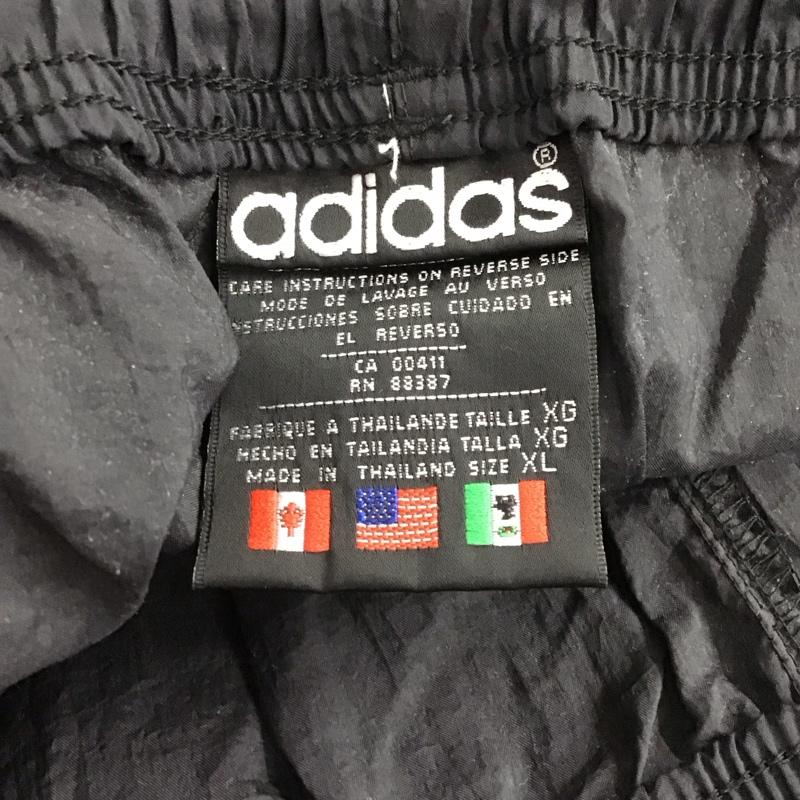 adidas®
CARE INSTRUCTIONS ON REVERSE SIDE
MODE DE LAVAGE AU VERSO
NSTRUCCIONES SOBRE CUIDADO EN
EL REVERSO
CA 00411
RN 88387
FABRIQUE A THAILANDE TAILLE XG
HECHO EN TAILANDIA TALLA XG
MADE IN THAILAND SIZE XL